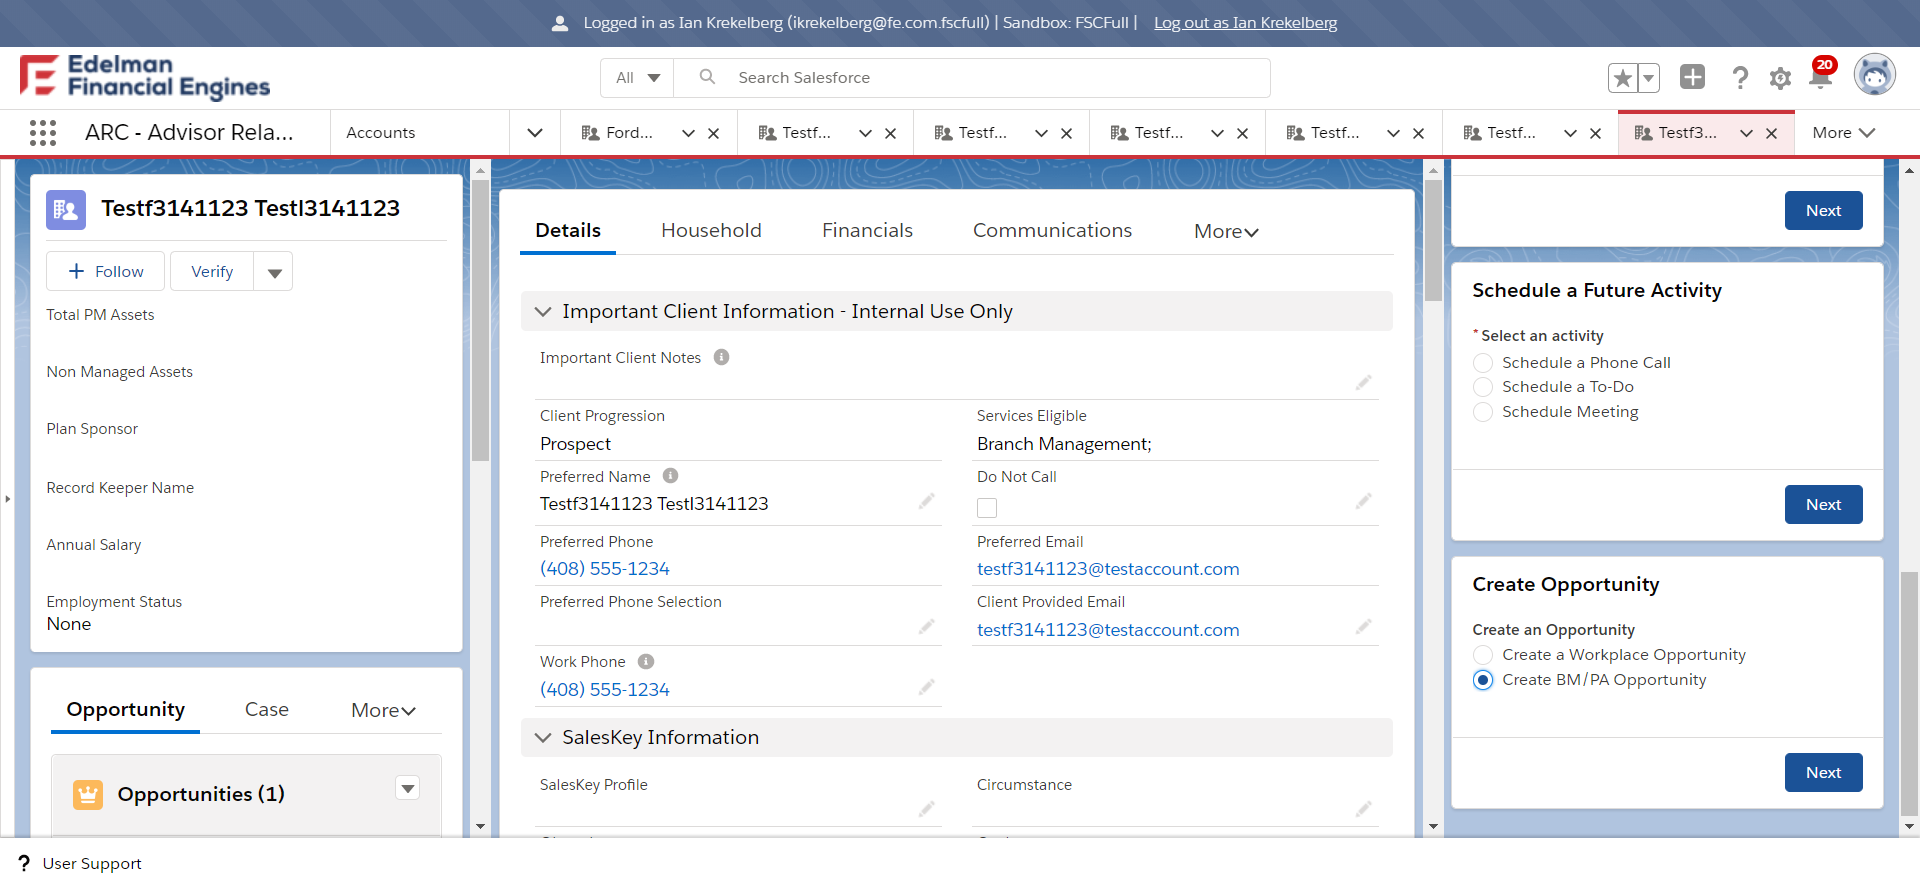 Logged in as Ian Krekelberg (ikrekelberg@fe.com.fscfull) | Sandbox: FSCFull | Log out as Ian Krekelberg
Edelman
Financial Engines
All
Search Salesforce
20
ARC - Advisor Rela...
Accounts
Ford...
Testf...
Testf...
Testf...
Testf...
Testf...
Testf3...
More
Testf3141123 Testl3141123
Follow
Verify
Total PM Assets
Non Managed Assets
Plan Sponsor
Record Keeper Name
Annual Salary
Employment Status
None
Opportunity
Case
More
Opportunities (1)
Details
Household
Financials
Communications
More
Important Client Information - Internal Use Only
Important Client Notes
Client Progression
Prospect
Services Eligible
Branch Management;
Preferred Name
Testf3141123 Testl3141123
Do Not Call
Preferred Phone
(408) 555-1234
Preferred Email
testf3141123@testaccount.com
Preferred Phone Selection
Client Provided Email
testf3141123@testaccount.com
Work Phone
(408) 555-1234
SalesKey Information
SalesKey Profile
Circumstance
Next
Schedule a Future Activity
*Select an activity
Schedule a Phone Call
Schedule a To-Do
Schedule Meeting
Next
Create Opportunity
Create an Opportunity
Create a Workplace Opportunity
Create BM/PA Opportunity
Next
? User Support